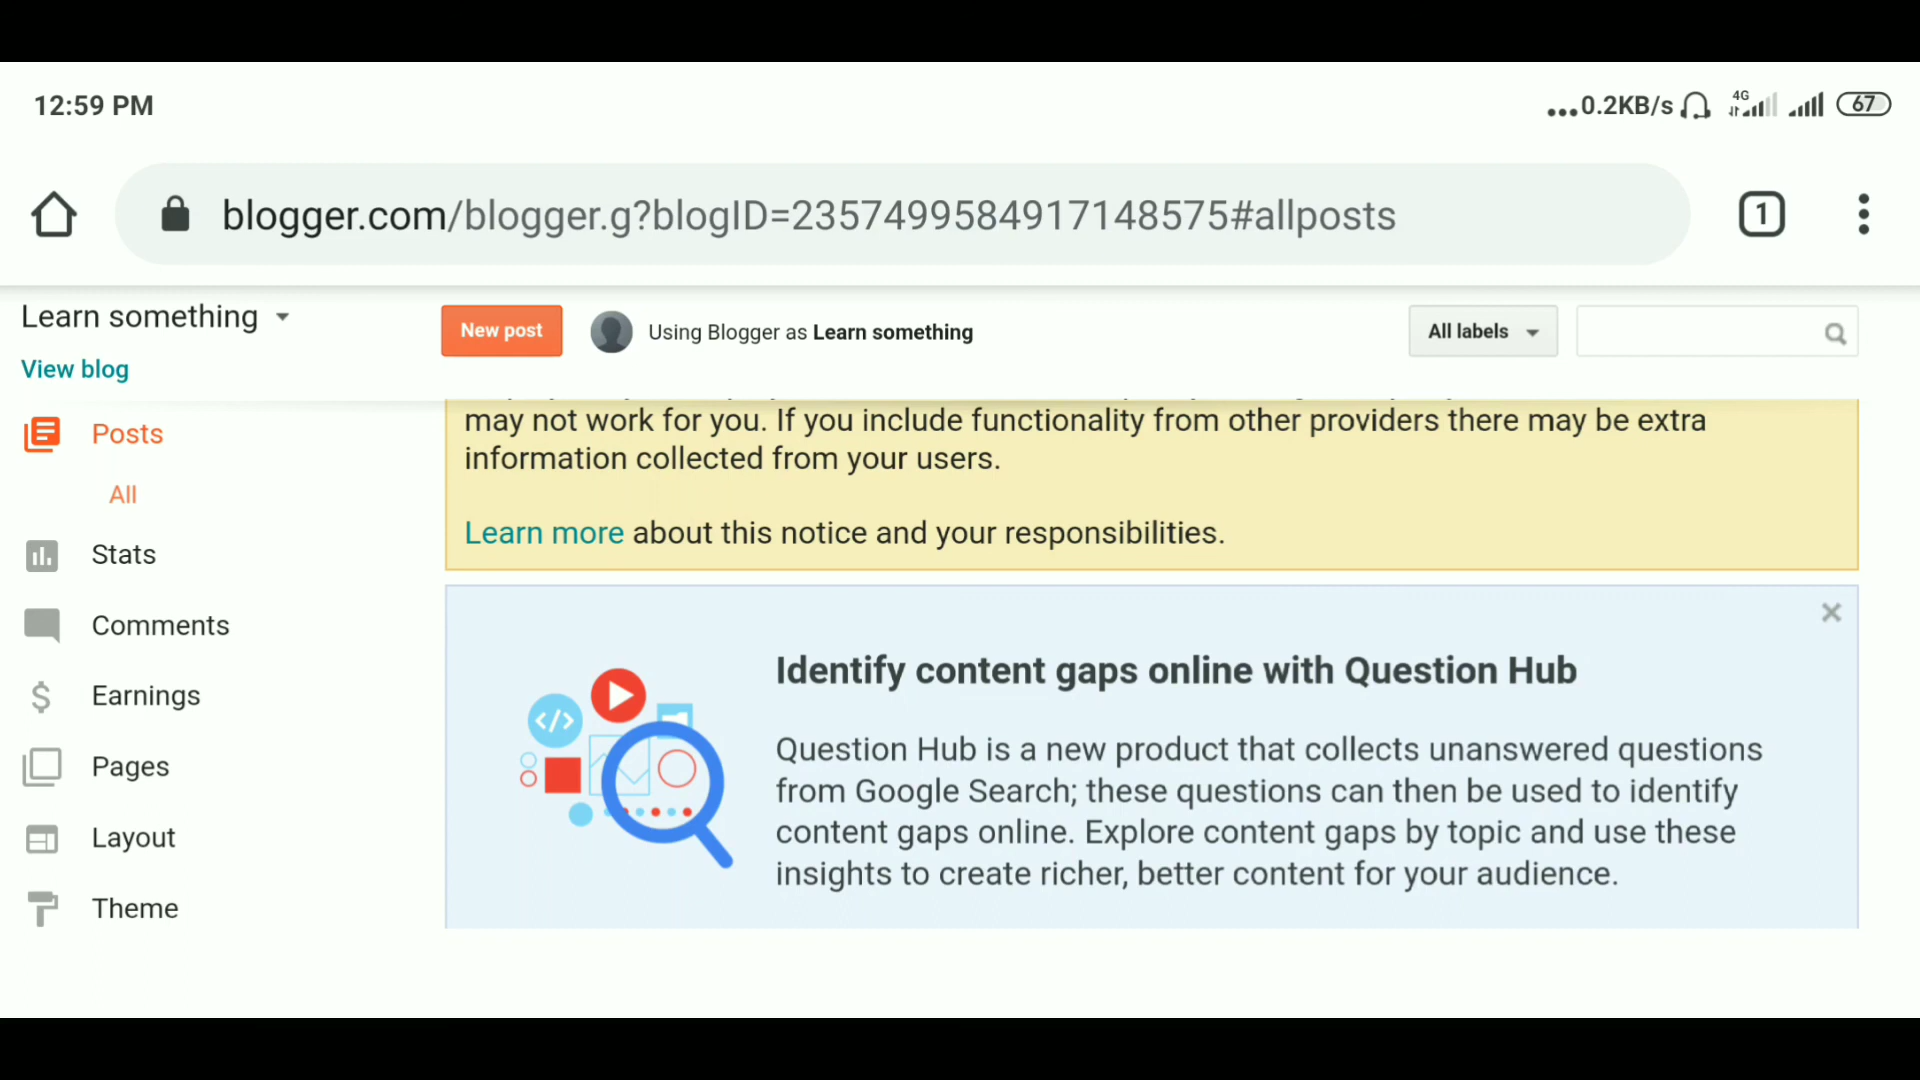 12:59 PM
...0.2KB/s 4G 67
blogger.com/blogger.g?blogID=2357499584917148575#allposts
1
Learn something
View blog
New post
Using Blogger as Learn something
All labels
Posts
All
Stats
Comments
Earnings
Pages
Layout
Theme
may not work for you. If you include functionality from other providers there may be extra
information collected from your users.
Learn more about this notice and your responsibilities.
Identify content gaps online with Question Hub
Question Hub is a new product that collects unanswered questions
from Google Search; these questions can then be used to identify
content gaps online. Explore content gaps by topic and use these
insights to create richer, better content for your audience.